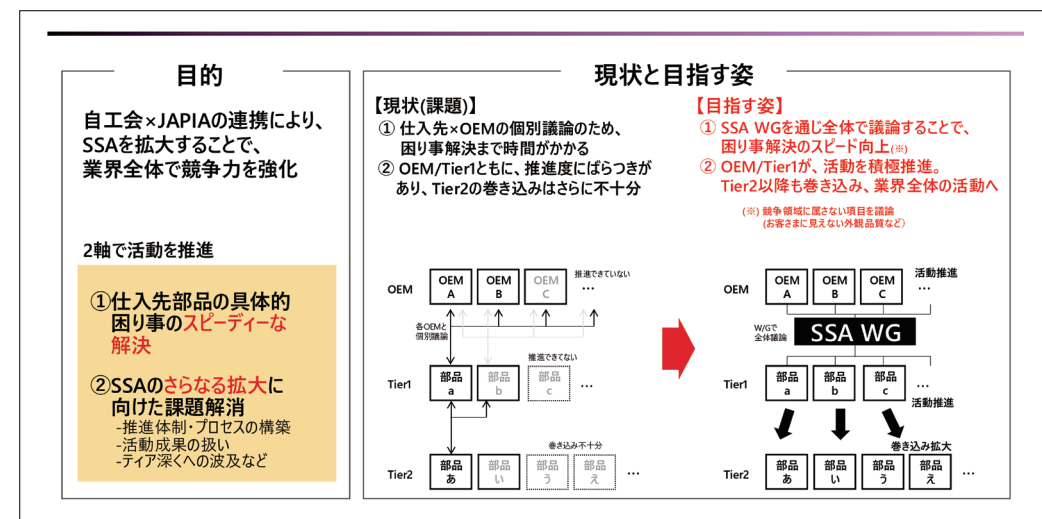 目的
自工会×JAPIAの連携により、
SSAを拡大することで、
業界全体で競争力を強化
2軸で活動を推進
①仕入先部品の具体的
困り事のスピーディーな
解決
②SSAのさらなる拡大に
向けた課題解消
-推進体制・プロセスの構築
-活動成果の扱い
-ティア深くへの波及など
現状と目指す姿
【現状(課題)】
① 仕入先×OEMの個別議論のため、
困り事解決まで時間がかかる
② OEM/Tier1ともに、推進度にばらつきが
あり、Tier2の巻き込みはさらに不十分
OEM
OEM A
OEM B
OEM C
推進できていない
…
各OEMと
個別議論
推進できてない
Tier1
部品 a
部品 b
部品 c
…
巻き込み不十分
Tier2
部品 あ
部品 い
部品 う
部品 え
…
【目指す姿】
① SSA WGを通じ全体で議論することで、
困り事解決のスピード向上(※)
② OEM/Tier1が、活動を積極推進。
Tier2以降も巻き込み、業界全体の活動へ
(※) 競争領域に属さない項目を議論
(お客さまに見えない外観品質など)
OEM
OEM A
OEM B
OEM C
活動推進
…
W/Gで
全体議論
SSA WG
Tier1
部品 a
部品 b
部品 c
…
活動推進
巻き込み拡大
Tier2
部品 あ
部品 い
部品 う
部品 え
…